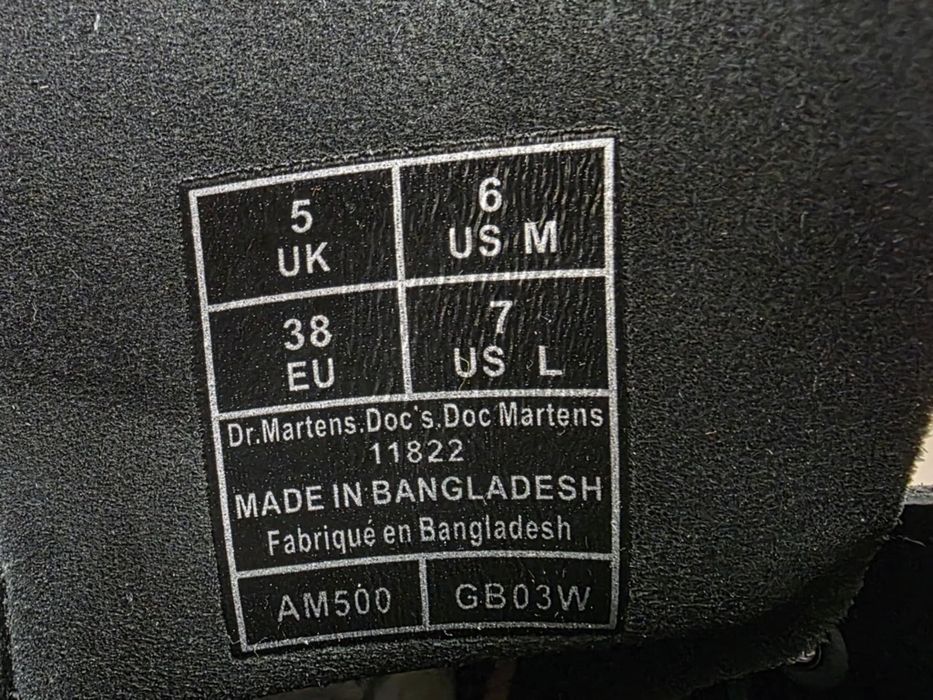 5
UK
6
US M
38
EU
7
US L
Dr.Martens.Doc's.Doc Martens
11822
MADE IN BANGLADESH
Fabriqué en Bangladesh
AM500
GB03W